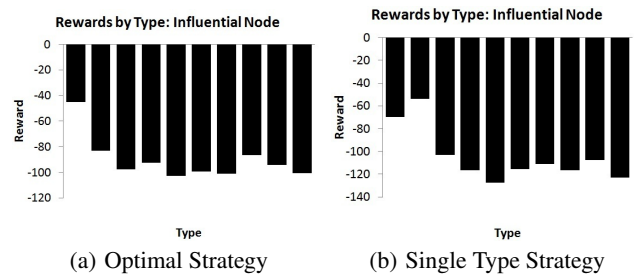 Rewards by Type: Influential Node
0
-20
-40
-60
-80
-100
-120
Reward
Type
(a) Optimal Strategy
Rewards by Type: Influential Node
0
-20
-40
-60
-80
-100
-120
-140
Reward
Type
(b) Single Type Strategy